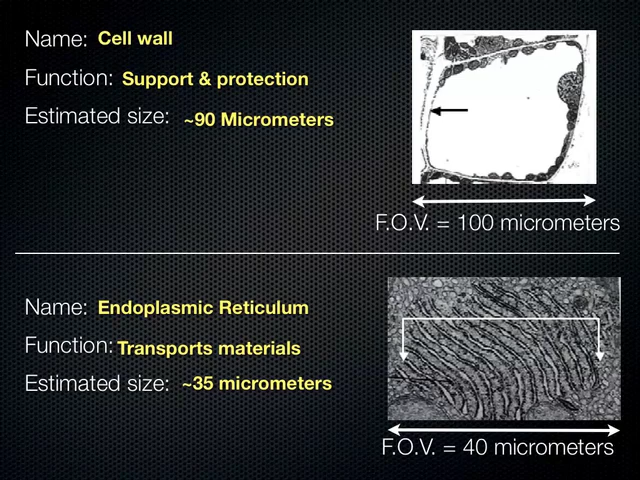 Name: Cell wall
Function: Support & protection
Estimated size: ~90 Micrometers
F.O.V. = 100 micrometers
Name: Endoplasmic Reticulum
Function: Transports materials
Estimated size: ~35 micrometers
F.O.V. = 40 micrometers